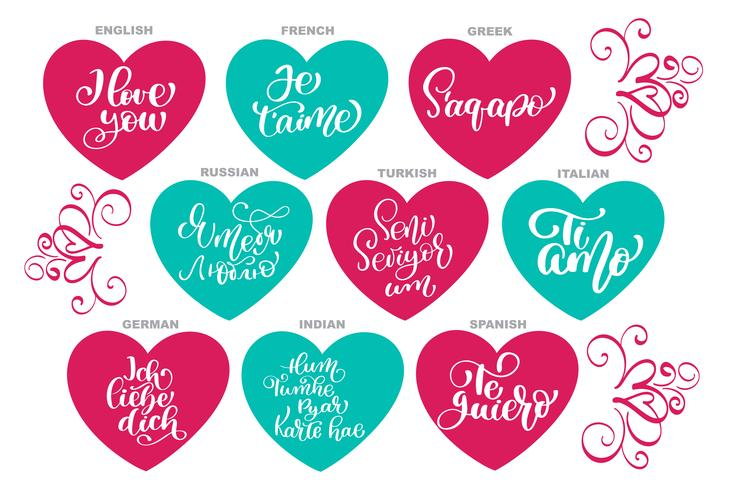 ENGLISH
I love
you
FRENCH
Je
t'aime
GREEK
S'agapo
RUSSIAN
Я тебя
Люблю
TURKISH
Seni
Seviyor
um
ITALIAN
Ti
amo
GERMAN
Ich
liebe
dich
INDIAN
Hum
Tumhe
Pyar
Karte hae
SPANISH
Te
quiero